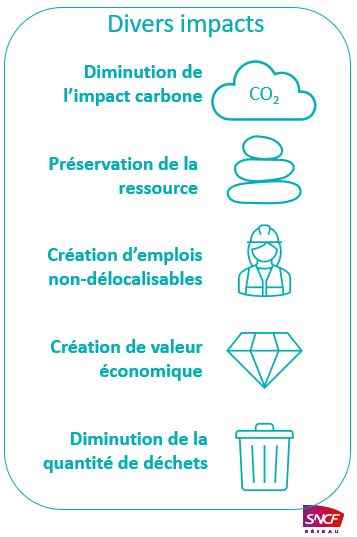 Divers impacts
Diminution de
l’impact carbone
CO₂
Préservation de la
ressource
Création d’emplois
non-délocalisables
Création de valeur
économique
Diminution de la
quantité de déchets
SNCF
RÉSEAU